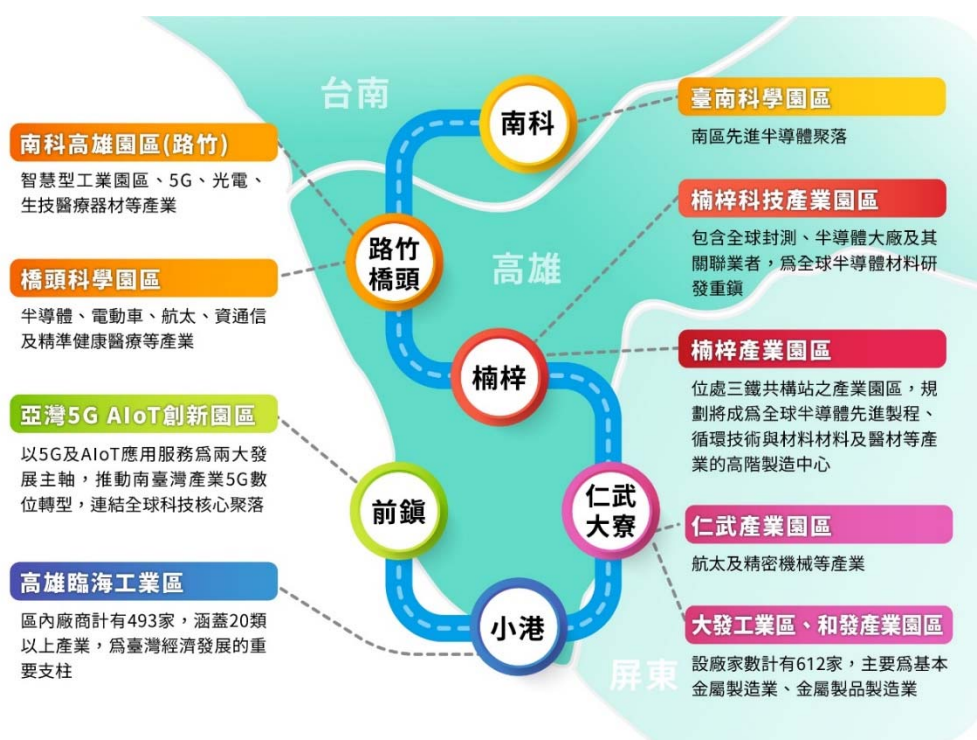 台南
高雄
屏東
南科
路竹
橋頭
楠梓
前鎮
仁武
大寮
小港
南科高雄園區(路竹)
智慧型工業園區、5G、光電、
生技醫療器材等產業
橋頭科學園區
半導體、電動車、航太、資通信
及精準健康醫療等產業
亞灣5G AIoT創新園區
以5G及AIoT應用服務為兩大發
展主軸，推動南臺灣產業5G數
位轉型，連結全球科技核心聚落
高雄臨海工業區
區內廠商計有493家，涵蓋20類
以上產業，為臺灣經濟發展的重
要支柱
臺南科學園區
南區先進半導體聚落
楠梓科技產業園區
包含全球封測、半導體大廠及其
關聯業者，為全球半導體材料研
發重鎮
楠梓產業園區
位處三鐵共構站之產業園區，規
劃將成為全球半導體先進製程、
循環技術與材料材料及醫材等產
業的高階製造中心
仁武產業園區
航太及精密機械等產業
大發工業區、和發產業園區
設廠家數計有612家，主要為基本
金屬製造業、金屬製品製造業